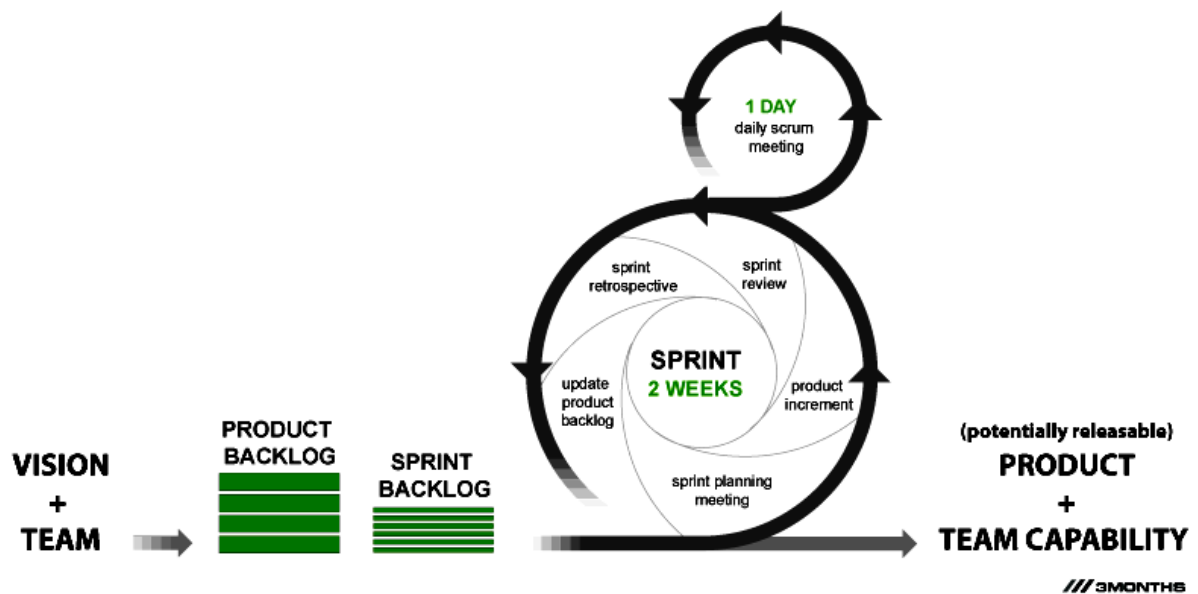 1 DAY
daily scrum
meeting
sprint
retrospective
sprint
review
SPRINT
2 WEEKS
update
product
backlog
product
increment
sprint planning
meeting
VISION
+
TEAM
PRODUCT
BACKLOG
SPRINT
BACKLOG
(potentially releasable)
PRODUCT
+
TEAM CAPABILITY
3MONTHS